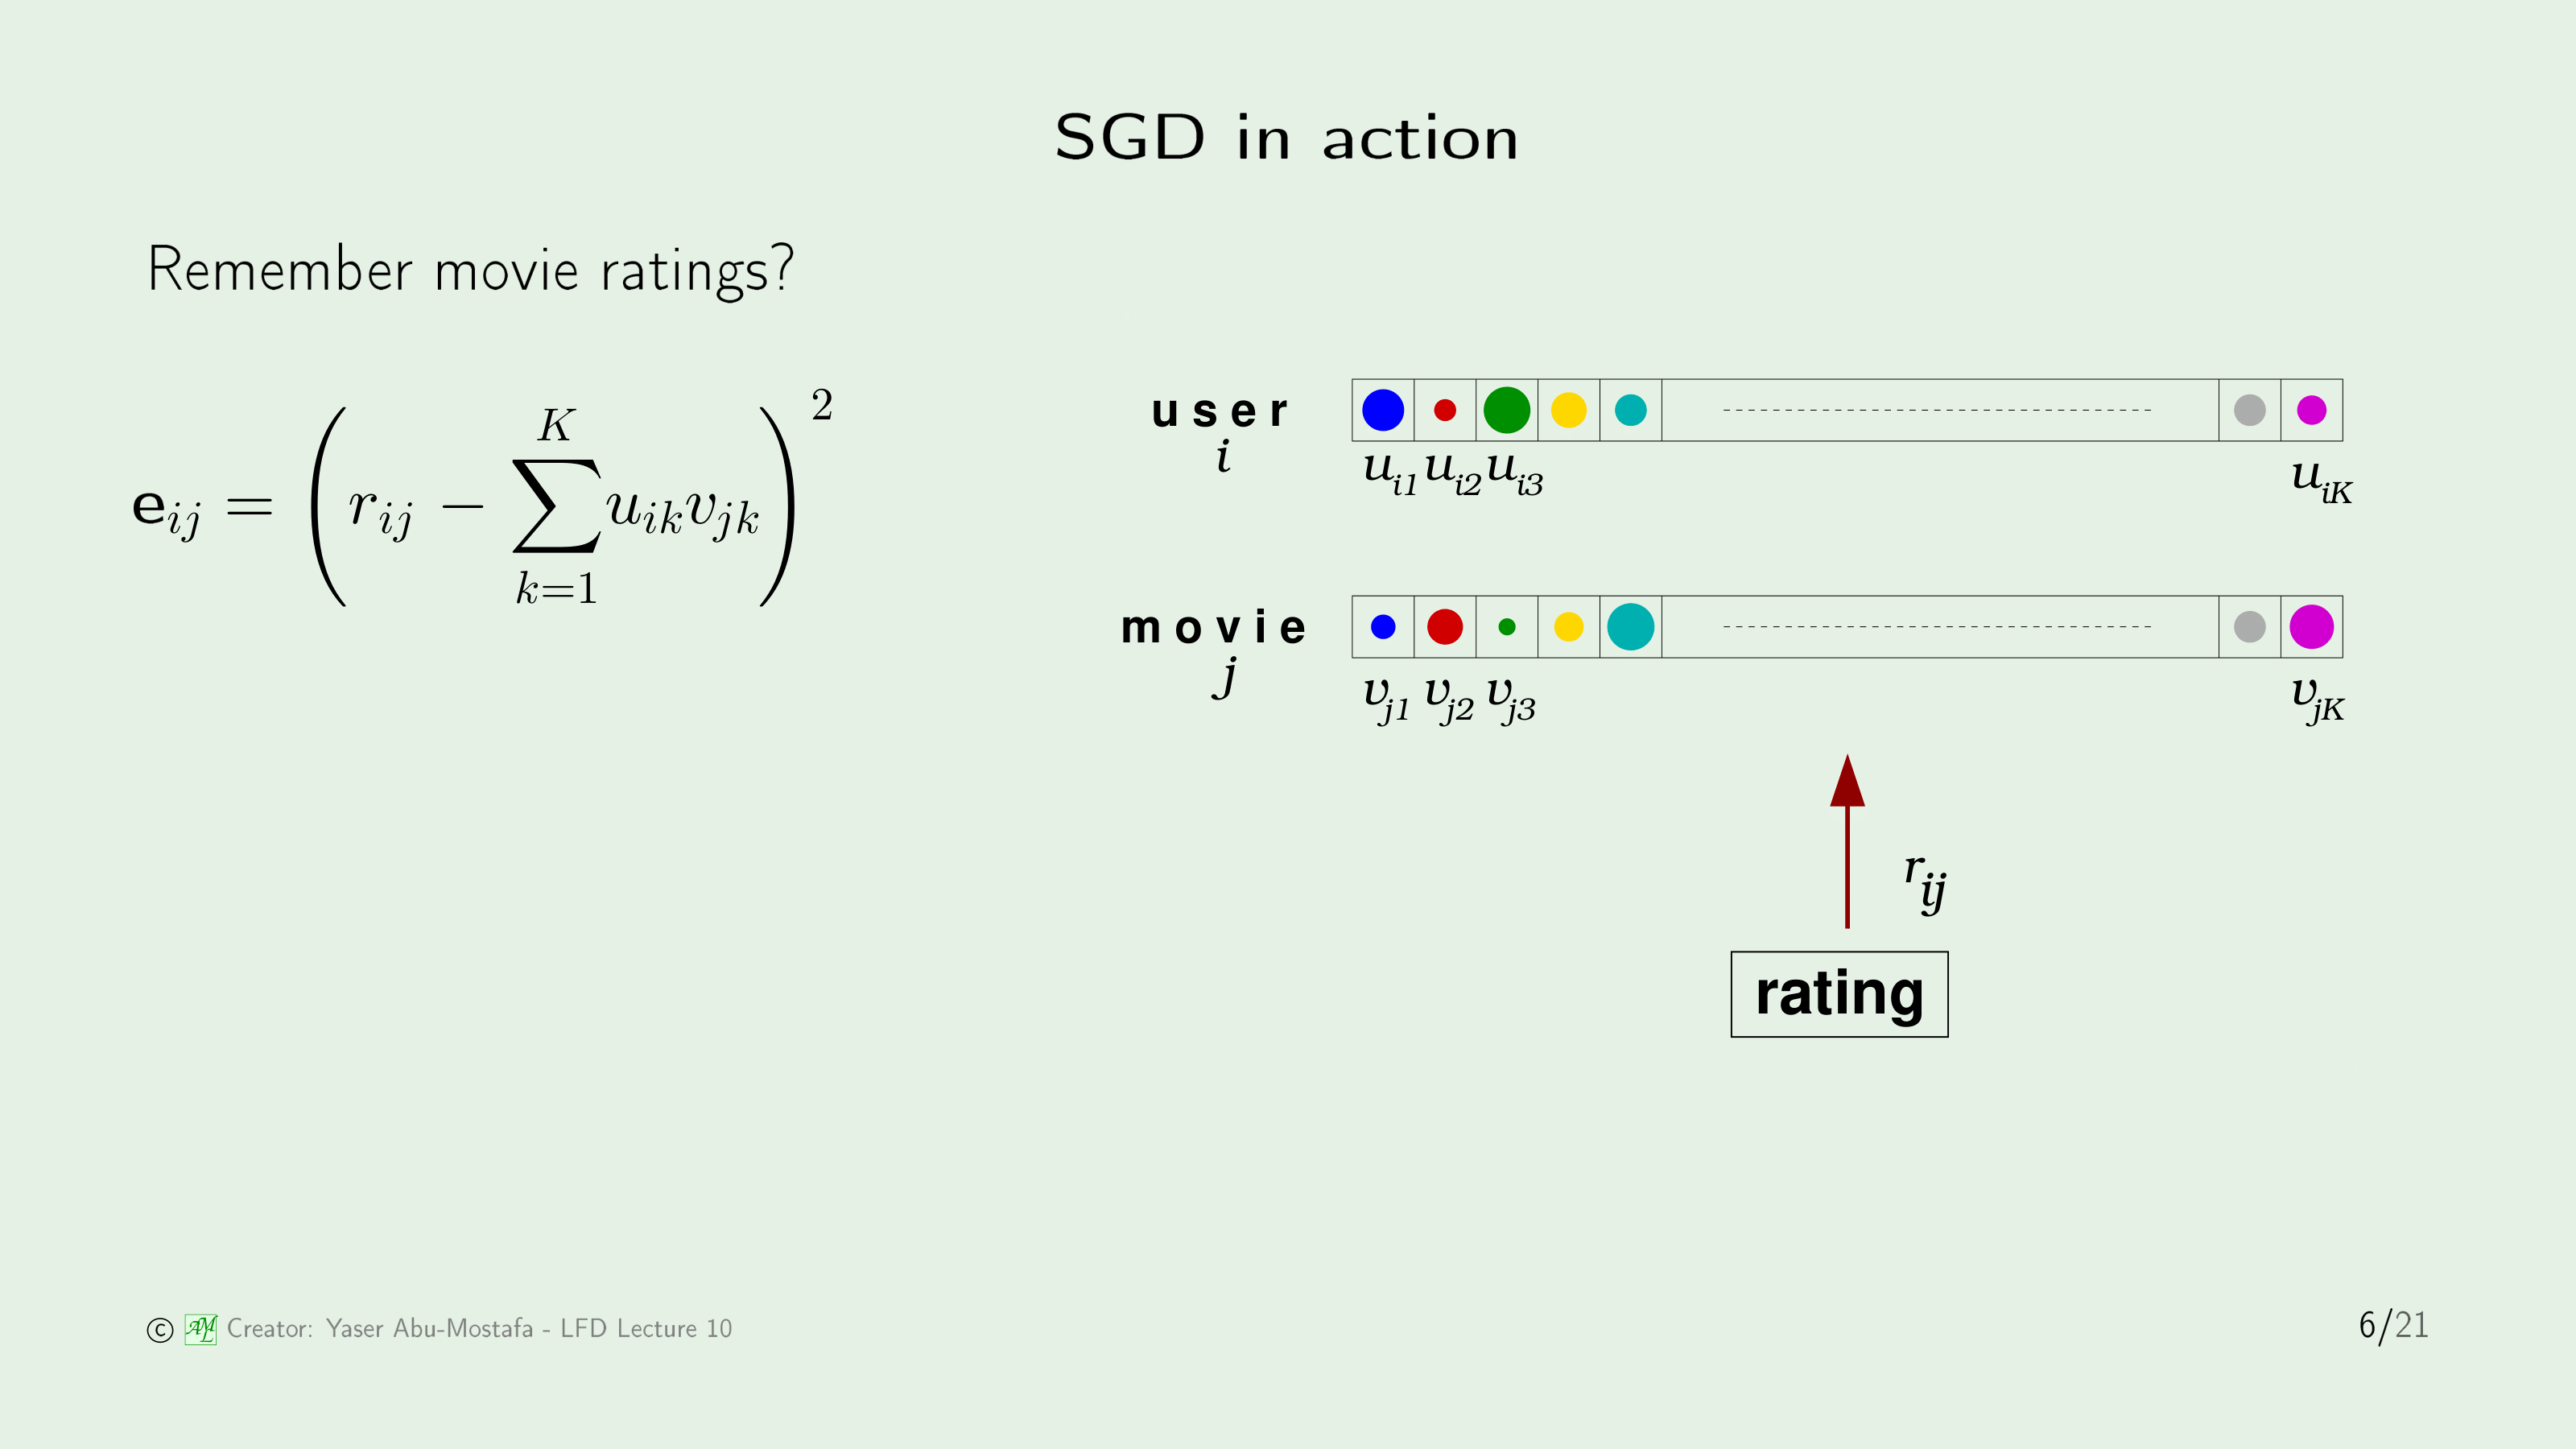 SGD in action
Remember movie ratings?
e_{ij} = \left( r_{ij} - \sum_{k=1}^{K} u_{ik} v_{jk} \right)^2
user
i
u_{i1} u_{i2} u_{i3} u_{iK}
movie
j
v_{j1} v_{j2} v_{j3} v_{jK}
r_{ij}
rating
© AML Creator: Yaser Abu-Mostafa - LFD Lecture 10
6/21